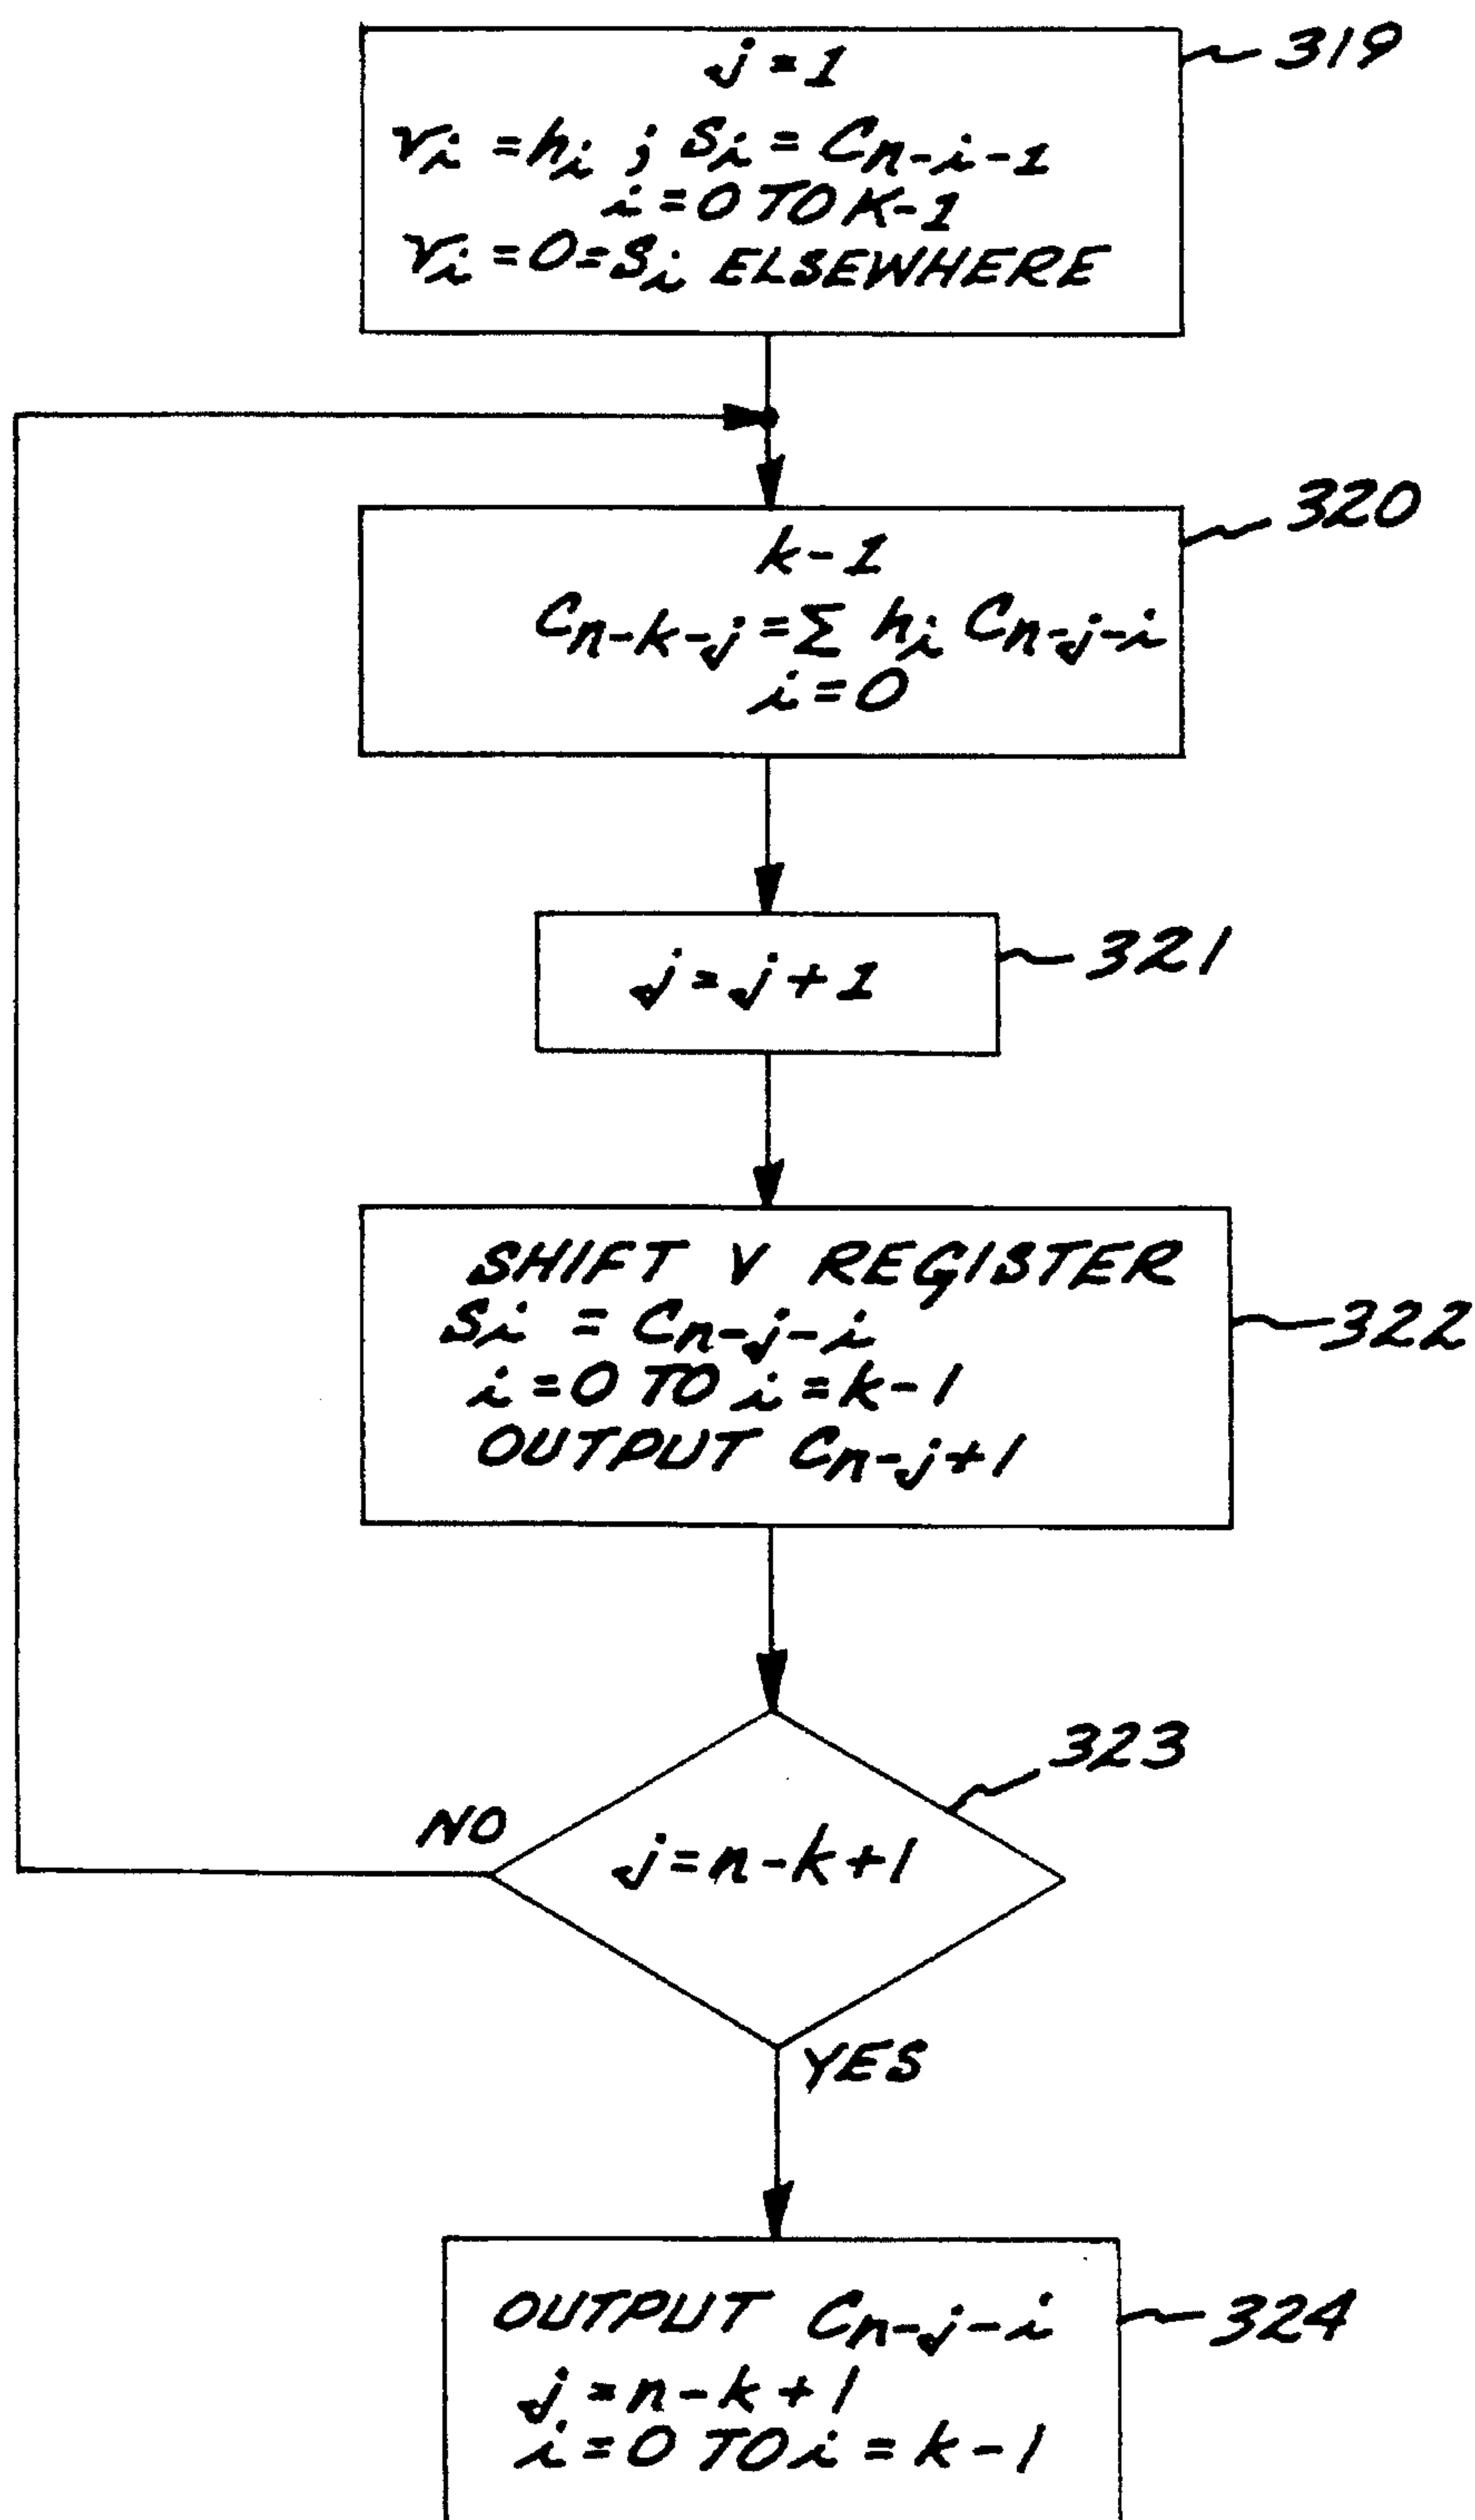 j=1
319
ri=hi ; Si=Cn-i-1
i=0 TO K-1
ri=0=Si ELSEWHERE
320
k-1
Cn-k-j=Σ hi Cn-j-i
i=0
j=j+1
321
SHIFT V REGISTER
Si = Cn-j-i
i=0 TO i=k-1
OUTPUT Cn-j+1
322
323
NO
j=n-k+1
YES
OUTPUT Cn-j-i
324
j=n-k+1
i=0 TO i=k-1